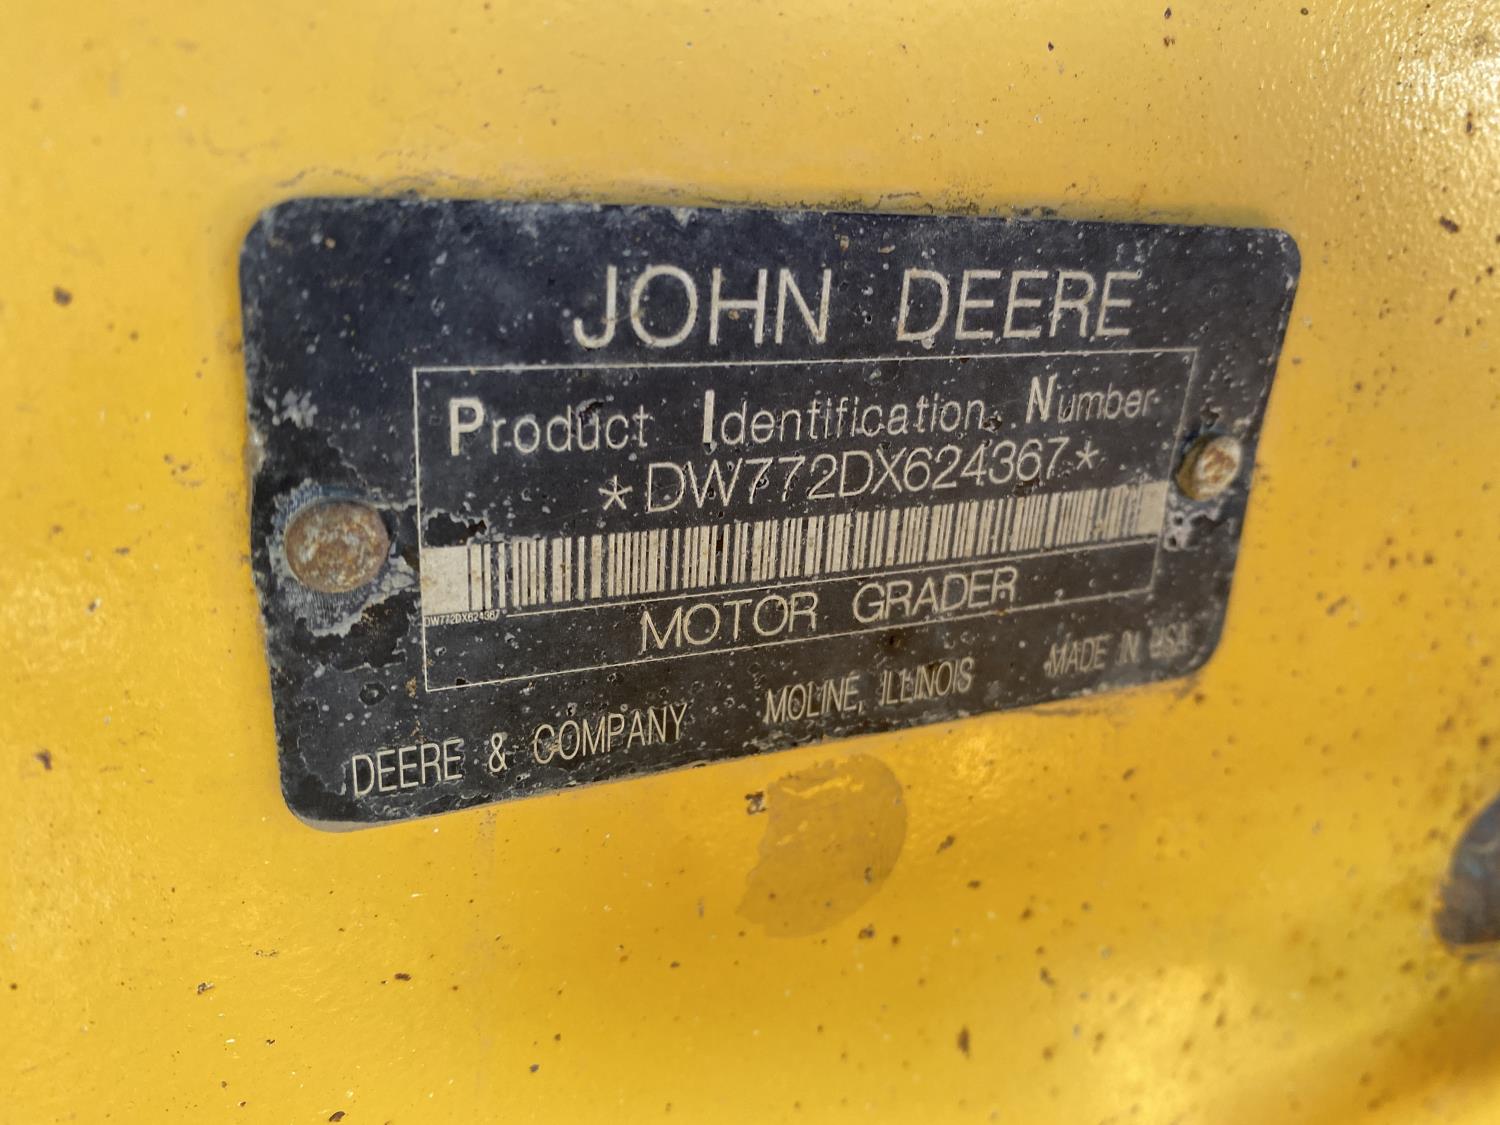 JOHN DEERE
Product Identification Number
*DW772DX624367*
DW772DX624367
MOTOR GRADER
DEERE & COMPANY MOLINE, ILLINOIS MADE IN USA